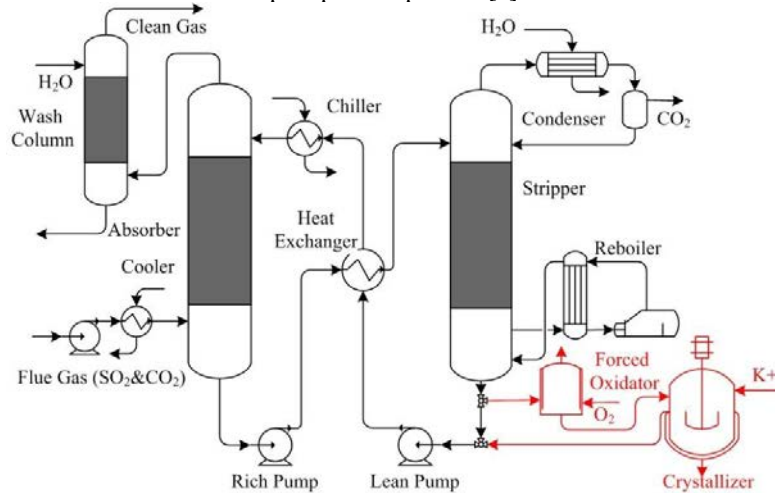 Clean Gas
H₂O
Wash
Column
Absorber
Cooler
Flue Gas (SO₂&CO₂)
Rich Pump
Chiller
Heat
Exchanger
Lean Pump
H₂O
Condenser
CO₂
Stripper
Reboiler
Forced
Oxidator
O₂
K+
Crystallizer